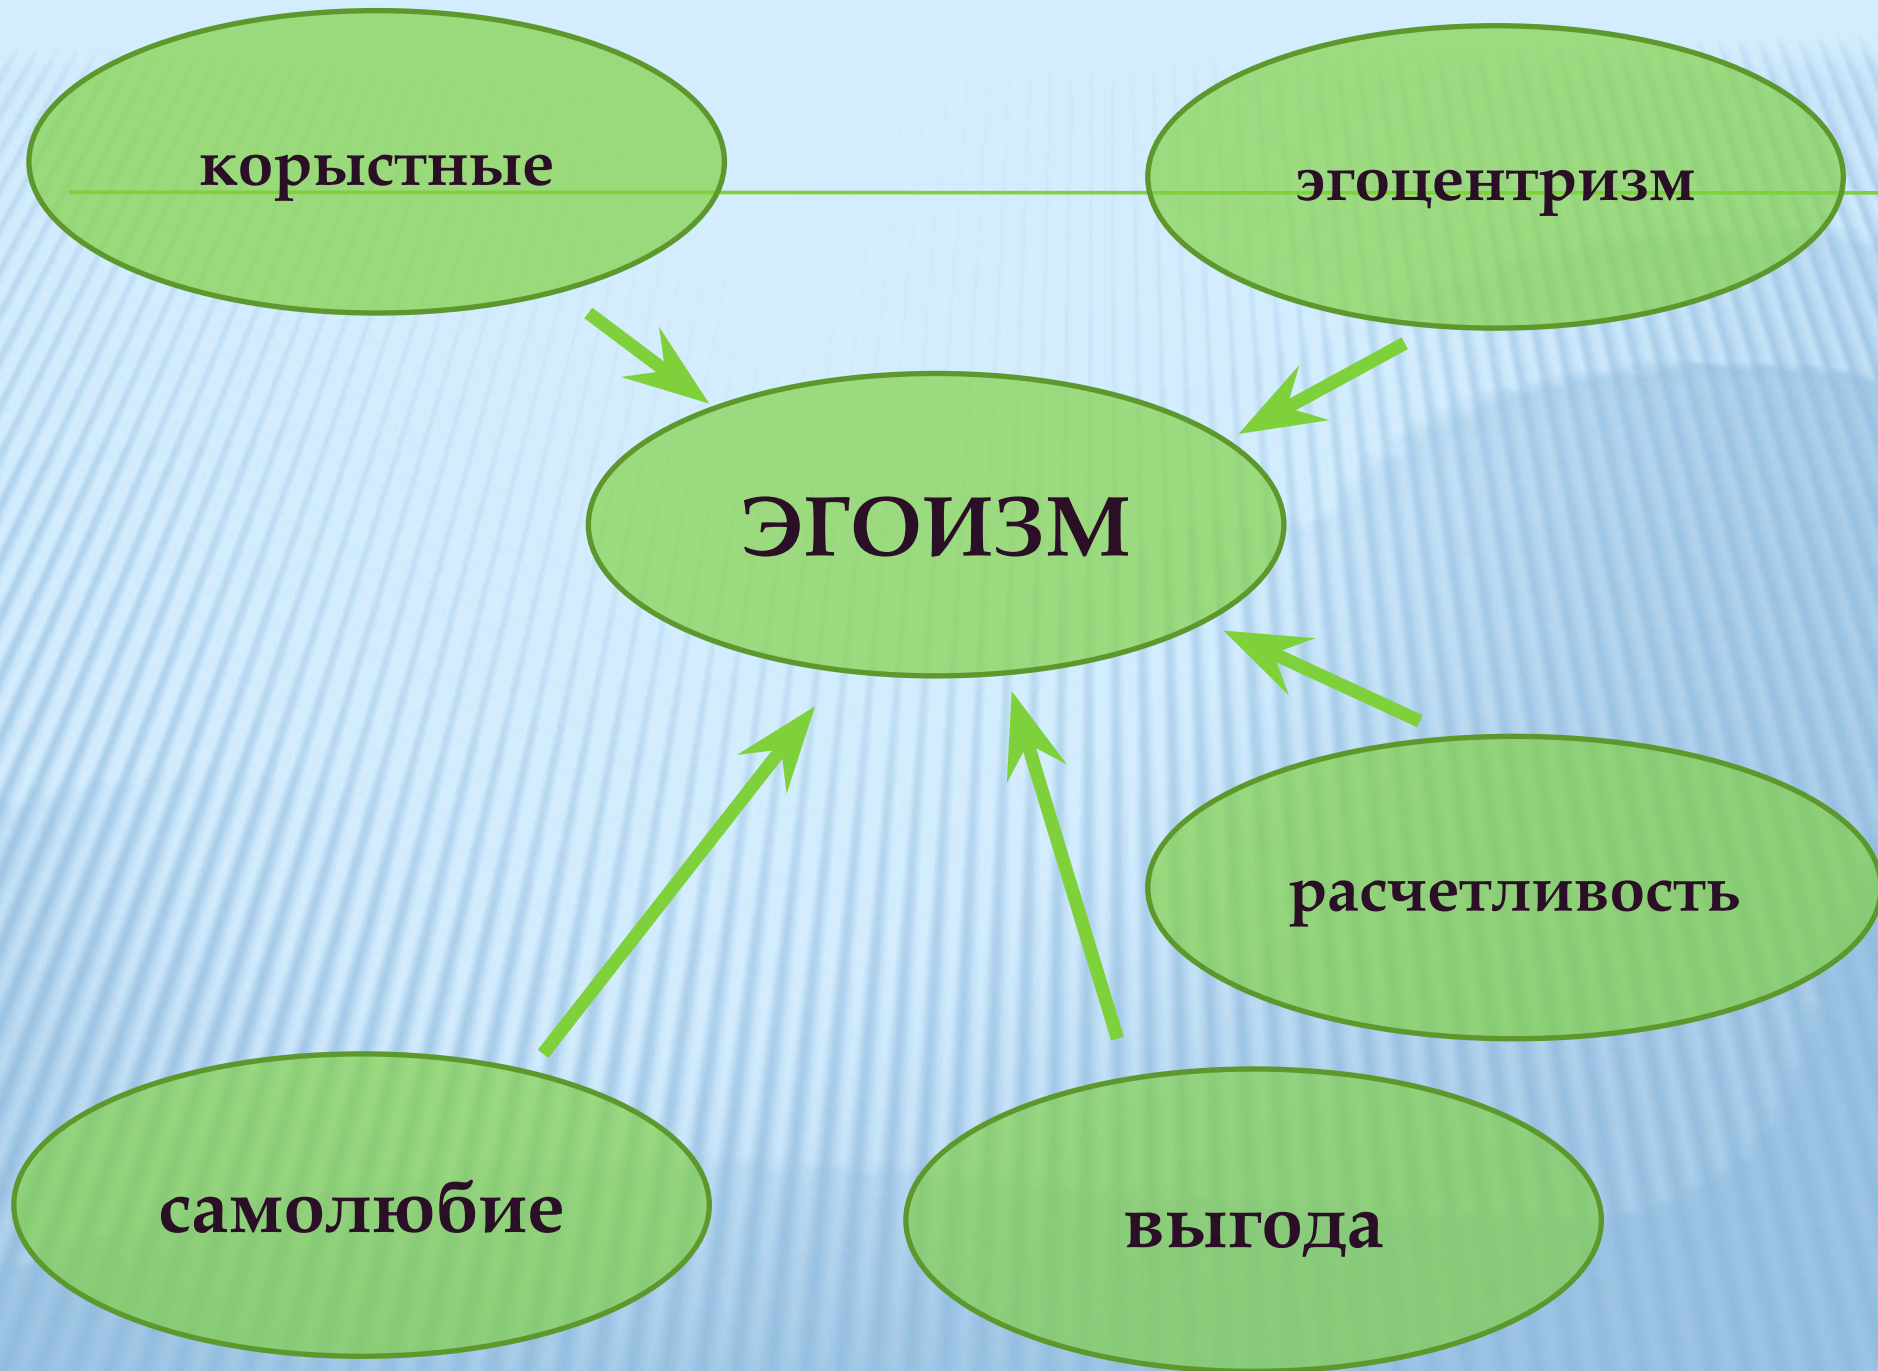 корыстные
эгоцентризм
ЭГОИЗМ
расчетливость
самолюбие
выгода